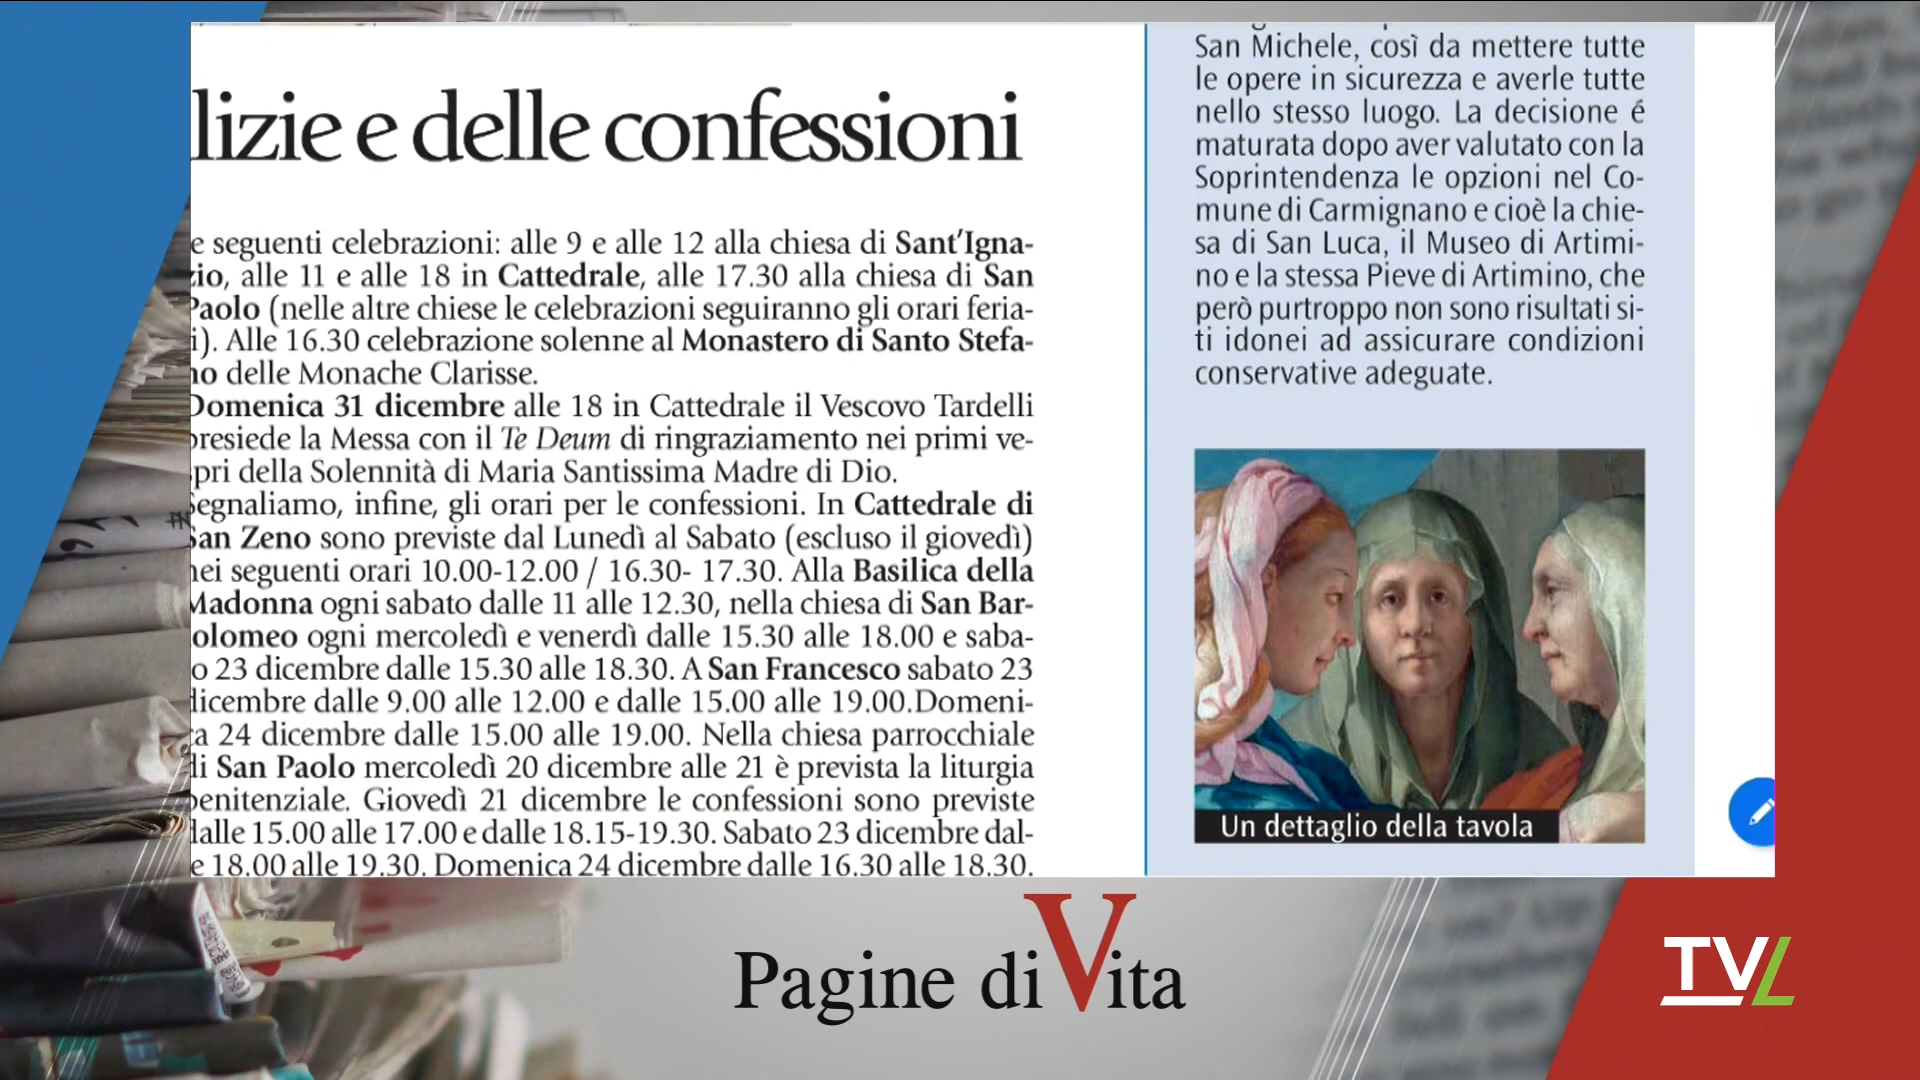 lizie e delle confessioni
e seguenti celebrazioni: alle 9 e alle 12 alla chiesa di Sant'Igna-
zio, alle 11 e alle 18 in Cattedrale, alle 17.30 alla chiesa di San
Paolo (nelle altre chiese le celebrazioni seguiranno gli orari feria-
i). Alle 16.30 celebrazione solenne al Monastero di Santo Stefa-
no delle Monache Clarisse.
Domenica 31 dicembre alle 18 in Cattedrale il Vescovo Tardelli
presiede la Messa con il Te Deum di ringraziamento nei primi ve-
spri della Solennità di Maria Santissima Madre di Dio.
Segnaliamo, infine, gli orari per le confessioni. In Cattedrale di
San Zeno sono previste dal Lunedì al Sabato (escluso il giovedì)
nei seguenti orari 10.00-12.00 / 16.30- 17.30. Alla Basilica della
Madonna ogni sabato dalle 11 alle 12.30, nella chiesa di San Bar-
olomeo ogni mercoledì e venerdì dalle 15.30 alle 18.00 e saba-
o 23 dicembre dalle 15.30 alle 18.30. A San Francesco sabato 23
dicembre dalle 9.00 alle 12.00 e dalle 15.00 alle 19.00.Domeni-
ca 24 dicembre dalle 15.00 alle 19.00. Nella chiesa parrocchiale
di San Paolo mercoledì 20 dicembre alle 21 è prevista la liturgia
penitenziale. Giovedì 21 dicembre le confessioni sono previste
dalle 15.00 alle 17.00 e dalle 18.15-19.30. Sabato 23 dicembre dal-
e 18.00 alle 19.30. Domenica 24 dicembre dalle 16.30 alle 18.30.
San Michele, così da mettere tutte
le opere in sicurezza e averle tutte
nello stesso luogo. La decisione é
maturata dopo aver valutato con la
Soprintendenza le opzioni nel Co-
mune di Carmignano e cioè la chie-
sa di San Luca, il Museo di Artimi-
no e la stessa Pieve di Artimino, che
però purtroppo non sono risultati si-
ti idonei ad assicurare condizioni
conservative adeguate.
Un dettaglio della tavola
Pagine di Vita
TVL